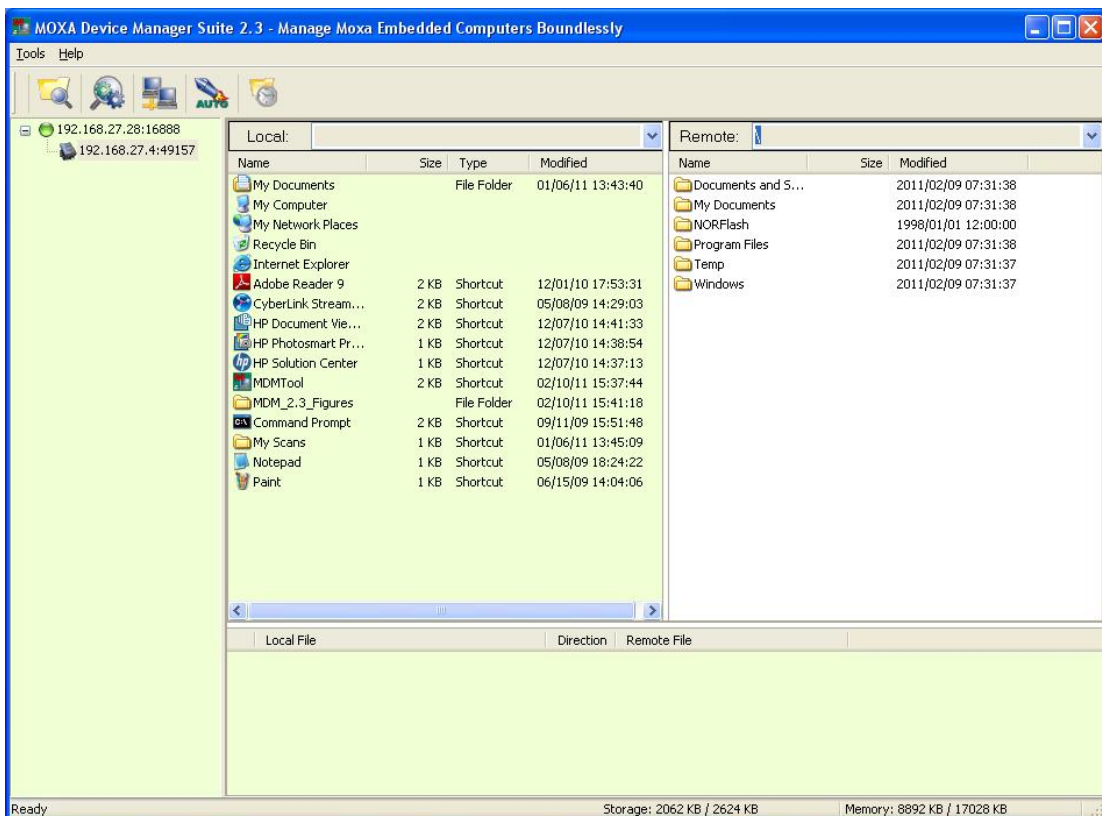 MOXA Device Manager Suite 2.3 - Manage Moxa Embedded Computers Boundlessly
Tools Help
AUTO
192.168.27.28:16888
192.168.27.4:49157
Local:
Name Size Type Modified
My Documents File Folder 01/06/11 13:43:40
My Computer
My Network Places
Recycle Bin
Internet Explorer
Adobe Reader 9 2 KB Shortcut 12/01/10 17:53:31
CyberLink Stream... 2 KB Shortcut 05/08/09 14:29:03
HP Document Vie... 2 KB Shortcut 12/07/10 14:41:33
HP Photosmart Pr... 1 KB Shortcut 12/07/10 14:38:54
HP Solution Center 1 KB Shortcut 12/07/10 14:37:13
MDMTool 2 KB Shortcut 02/10/11 15:37:44
MDM_2.3_Figures File Folder 02/10/11 15:41:18
Command Prompt 2 KB Shortcut 09/11/09 15:51:48
My Scans 1 KB Shortcut 01/06/11 13:45:09
Notepad 1 KB Shortcut 05/08/09 18:24:22
Paint 1 KB Shortcut 06/15/09 14:04:06
Remote: \
Name Size Modified
Documents and S... 2011/02/09 07:31:38
My Documents 2011/02/09 07:31:38
NORFlash 1998/01/01 12:00:00
Program Files 2011/02/09 07:31:38
Temp 2011/02/09 07:31:37
Windows 2011/02/09 07:31:37
Local File Direction Remote File
Ready Storage: 2062 KB / 2624 KB Memory: 8892 KB / 17028 KB